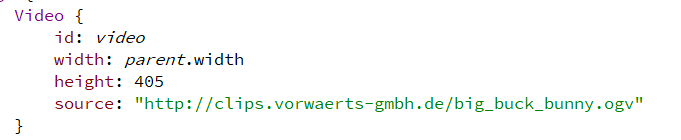 Video {
    id: video
    width: parent.width
    height: 405
    source: "http://clips.vorwaerts-gmbh.de/big_buck_bunny.ogv"
}